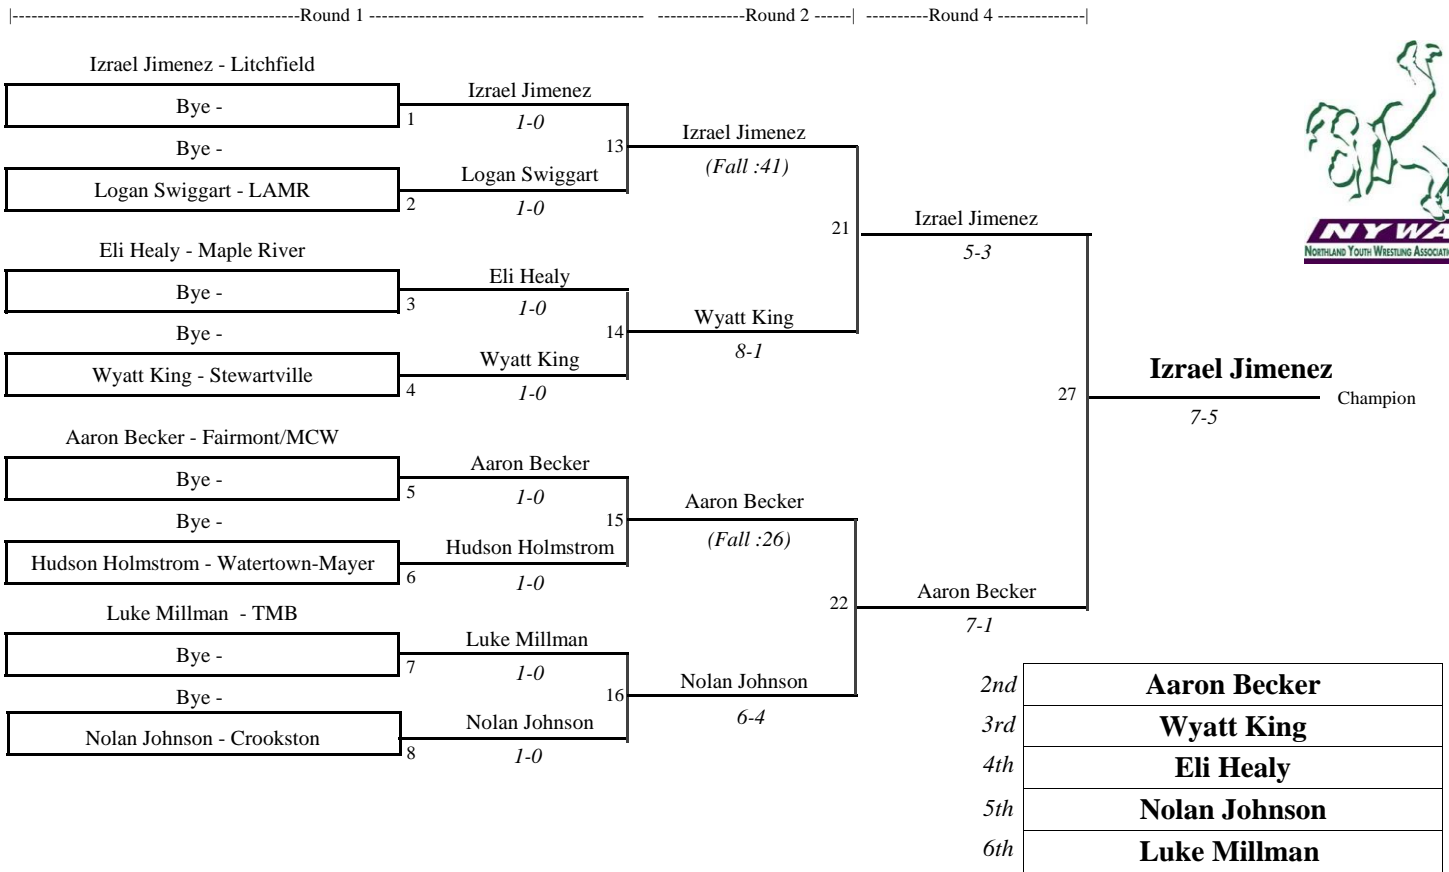 |--------------------------------------------Round 1 ------------------------------------------ -------------Round 2 ------| ----------Round 4 --------------|
Izrael Jimenez - Litchfield
Bye -
1
Bye -
Logan Swiggart - LAMR
2
Eli Healy - Maple River
Bye -
3
Bye -
Wyatt King - Stewartville
4
Aaron Becker - Fairmont/MCW
Bye -
5
Bye -
Hudson Holmstrom - Watertown-Mayer
6
Luke Millman - TMB
Bye -
7
Bye -
Nolan Johnson - Crookston
8
Izrael Jimenez
1-0
13
Logan Swiggart
1-0
Eli Healy
1-0
14
Wyatt King
1-0
Aaron Becker
1-0
15
Hudson Holmstrom
1-0
Luke Millman
1-0
16
Nolan Johnson
1-0
Izrael Jimenez
(Fall :41)
21
Wyatt King
8-1
Aaron Becker
(Fall :26)
22
Nolan Johnson
6-4
Izrael Jimenez
5-3
27
Aaron Becker
7-1
Izrael Jimenez
Champion
7-5
NYWA
NORTHLAND YOUTH WRESTLING
2nd Aaron Becker
3rd Wyatt King
4th Eli Healy
5th Nolan Johnson
6th Luke Millman